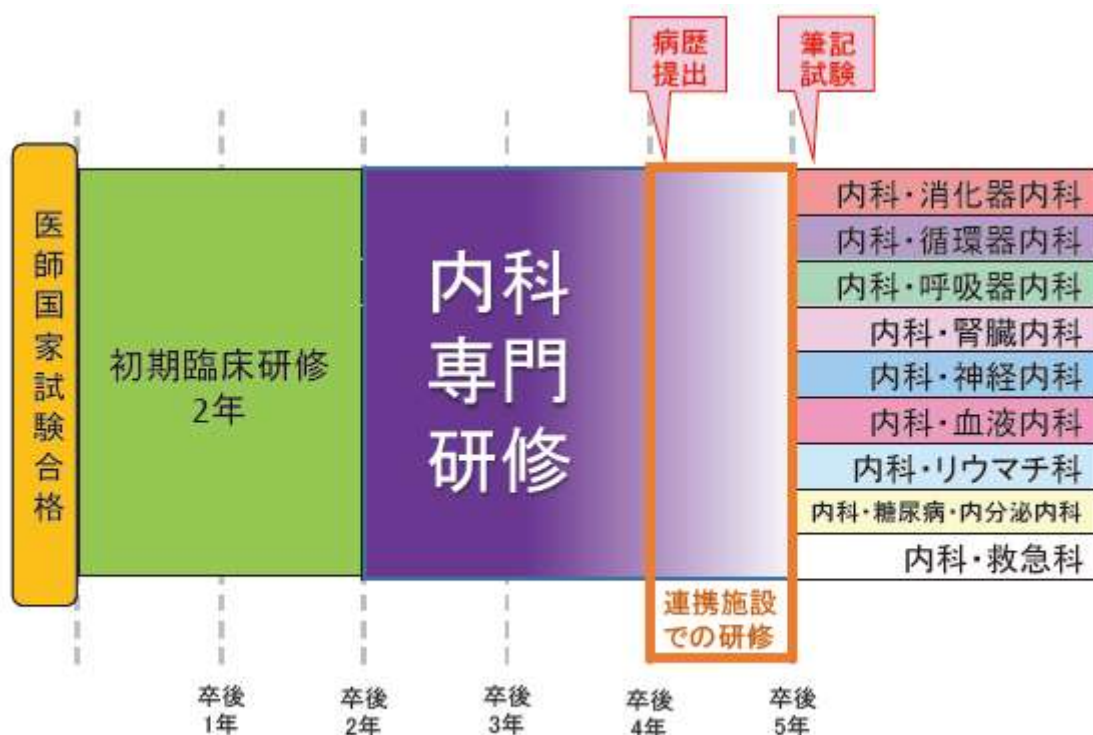 病歴
提出
筆記
試験
医師国家試験合格
初期臨床研修
2年
内科
専門
研修
内科・消化器内科
内科・循環器内科
内科・呼吸器内科
内科・腎臓内科
内科・神経内科
内科・血液内科
内科・リウマチ科
内科・糖尿病・内分泌内科
内科・救急科
連携施設
での研修
卒後
1年
卒後
2年
卒後
3年
卒後
4年
卒後
5年